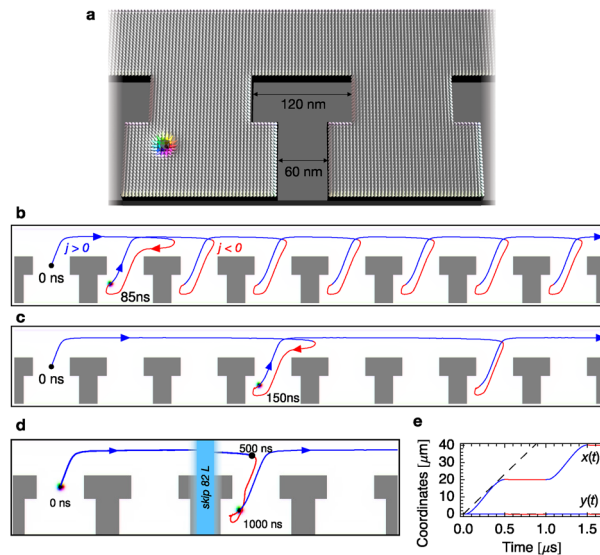 a
120 nm
60 nm
b
j > 0
j < 0
0 ns
85ns
c
0 ns
150ns
d
0 ns
skip 82 L
500 ns
1000 ns
e
Coordinates [μm]
40
30
20
10
0
x(t)
y(t)
0.0 0.5 1.0 1.5
Time [μs]